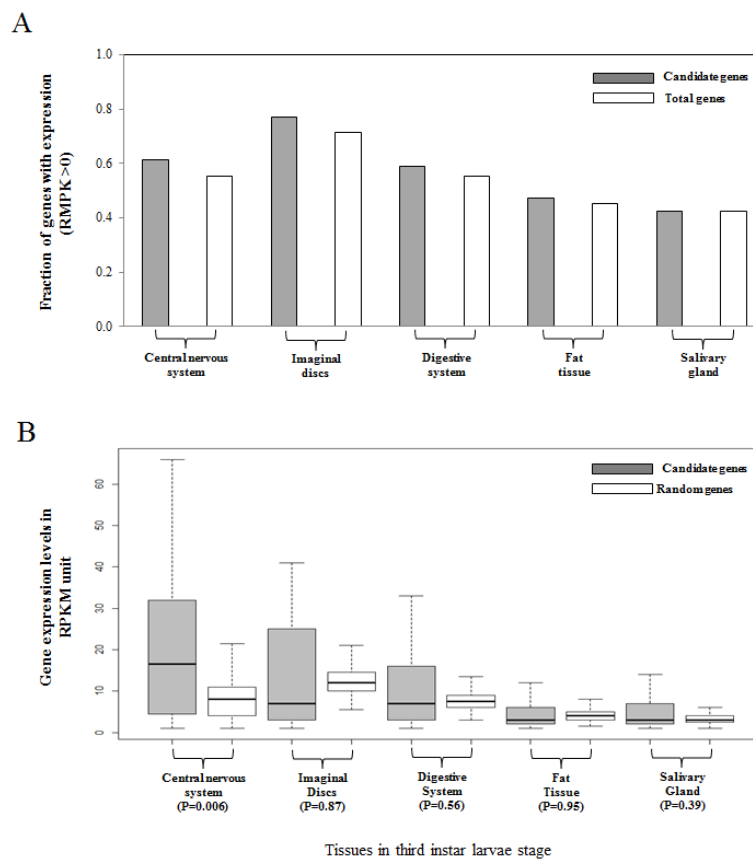 A
1.0
0.8
0.6
0.4
0.2
0.0
Fraction of genes with expression
(RMPK >0)
Candidate genes
Total genes
Central nervous
system
Imaginal
discs
Digestive
system
Fat
tissue
Salivary
gland
B
60
50
40
30
20
10
0
Gene expression levels in
RPKM unit
Candidate genes
Random genes
Central nervous
system
(P=0.006)
Imaginal
Discs
(P=0.87)
Digestive
System
(P=0.56)
Fat
Tissue
(P=0.95)
Salivary
Gland
(P=0.39)
Tissues in third instar larvae stage